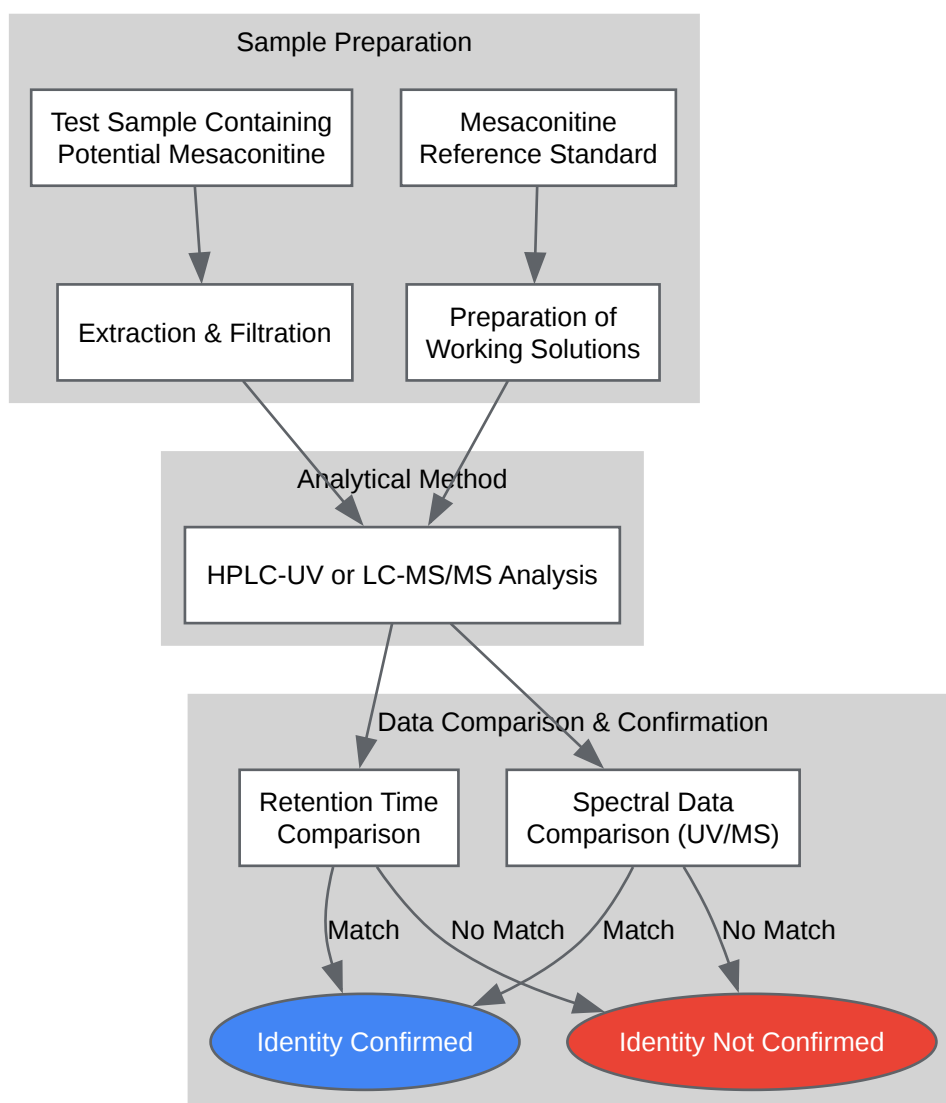 Sample Preparation
Test Sample Containing
Potential Mesaconitine
Mesaconitine
Reference Standard
Extraction & Filtration
Preparation of
Working Solutions
Analytical Method
HPLC-UV or LC-MS/MS Analysis
Data Comparison & Confirmation
Retention Time
Comparison
Spectral Data
Comparison (UV/MS)
Match
No Match
Match
No Match
Identity Confirmed
Identity Not Confirmed